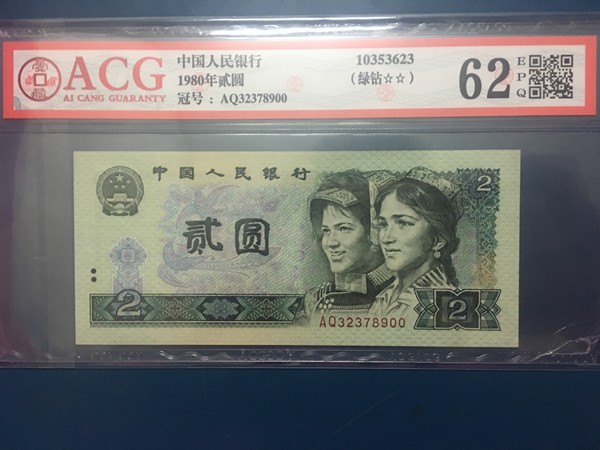 ACG
AI CANG GUARANTY
中国人民银行
1980年贰圆
冠号：AQ32378900
10353623
（绿钻☆☆）
62
EPQ
中国人民银行
2
贰圆
2
2
AQ32378900